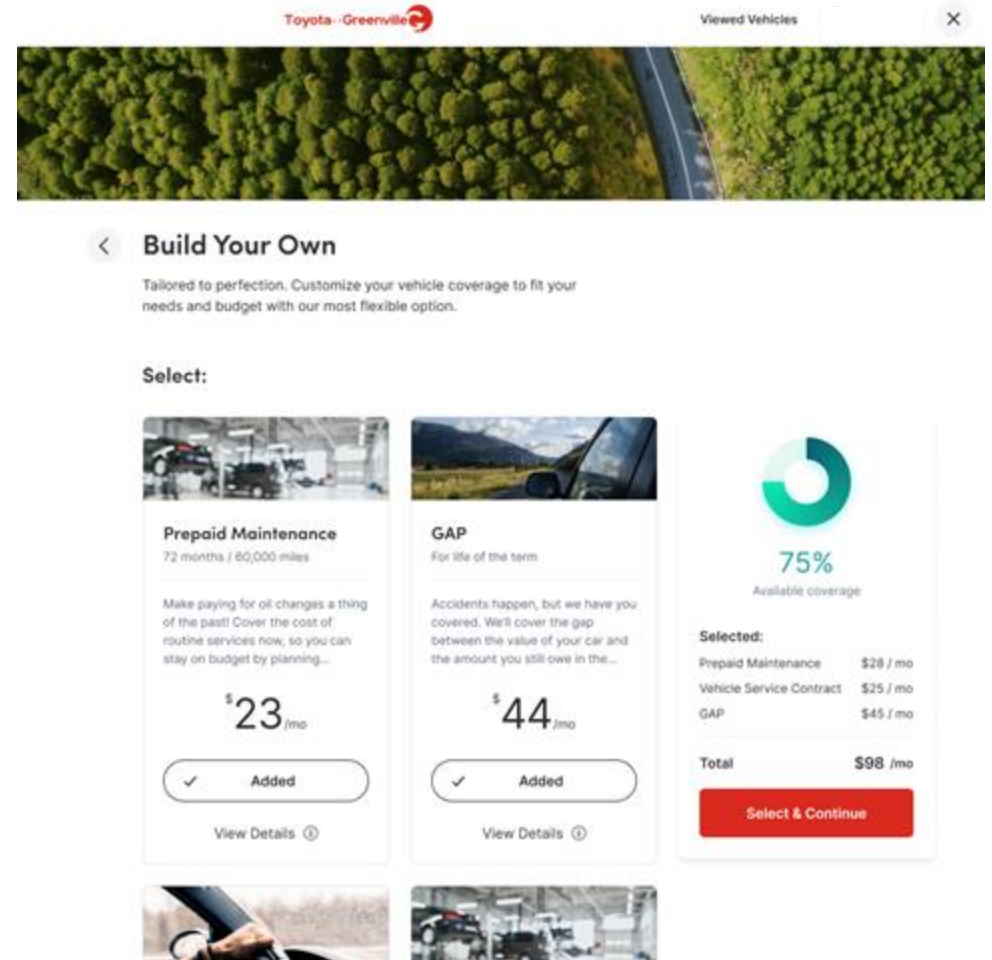 Toyota··Greenville
Viewed Vehicles
Build Your Own
Tailored to perfection. Customize your vehicle coverage to fit your
needs and budget with our most flexible option.
Select:
Prepaid Maintenance
72 months / 60,000 miles
Make paying for oil changes a thing
of the past! Cover the cost of
routine services now, so you can
stay on budget by planning...
$23/mo
Added
View Details
GAP
For life of the term
Accidents happen, but we have you
covered. We'll cover the gap
between the value of your car and
the amount you still owe in the...
$44/mo
Added
View Details
75%
Available coverage
Selected:
Prepaid Maintenance $28 / mo
Vehicle Service Contract $25 / mo
GAP $45 / mo
Total $98 /mo
Select & Continue